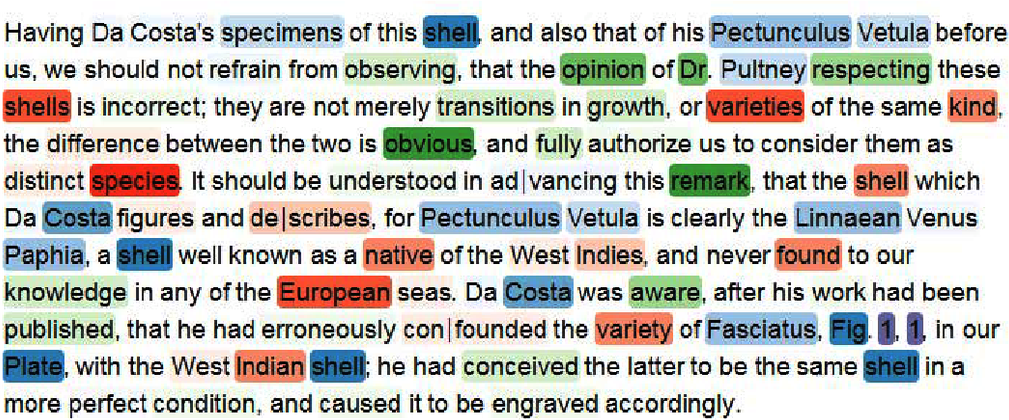 Having Da Costa's specimens of this shell, and also that of his Pectunculus Vetula before
us, we should not refrain from observing, that the opinion of Dr. Pultney respecting these
shells is incorrect; they are not merely transitions in growth, or varieties of the same kind,
the difference between the two is obvious, and fully authorize us to consider them as
distinct species. It should be understood in ad|vancing this remark, that the shell which
Da Costa figures and de|scribes, for Pectunculus Vetula is clearly the Linnaean Venus
Paphia, a shell well known as a native of the West Indies, and never found to our
knowledge in any of the European seas. Da Costa was aware, after his work had been
published, that he had erroneously con|founded the variety of Fasciatus, Fig. 1, 1, in our
Plate, with the West Indian shell; he had conceived the latter to be the same shell in a
more perfect condition, and caused it to be engraved accordingly.